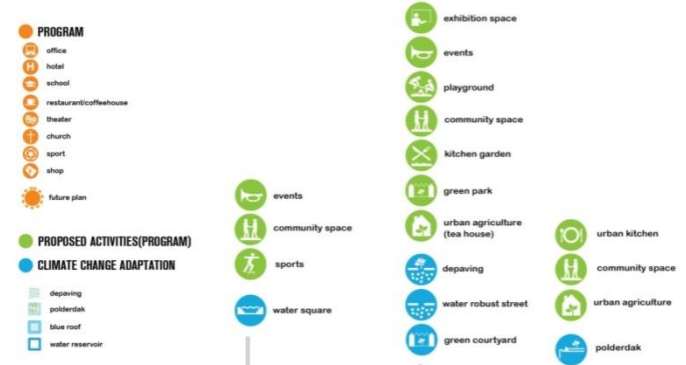 PROGRAM
office
hotel
school
restaurant/coffeehouse
theater
church
sport
shop
future plan
PROPOSED ACTIVITIES(PROGRAM)
CLIMATE CHANGE ADAPTATION
depaving
polderdak
blue roof
water reservoir
events
community space
sports
water square
exhibition space
events
playground
community space
kitchen garden
green park
urban agriculture
(tea house)
depaving
water robust street
green courtyard
urban kitchen
community space
urban agriculture
polderdak